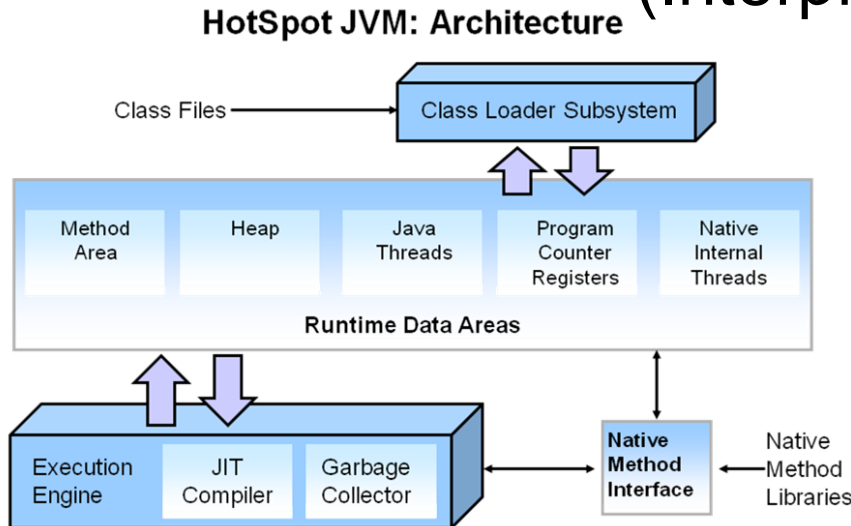 HotSpot JVM: Architecture
Class Files
Class Loader Subsystem
Method
Area
Heap
Java
Threads
Program
Counter
Registers
Native
Internal
Threads
Runtime Data Areas
Execution
Engine
JIT
Compiler
Garbage
Collector
Native
Method
Interface
Native
Method
Libraries